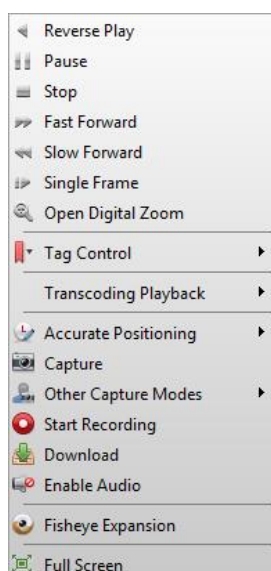 Reverse Play
Pause
Stop
Fast Forward
Slow Forward
Single Frame
Open Digital Zoom
Tag Control
Transcoding Playback
Accurate Positioning
Capture
Other Capture Modes
Start Recording
Download
Enable Audio
Fisheye Expansion
Full Screen